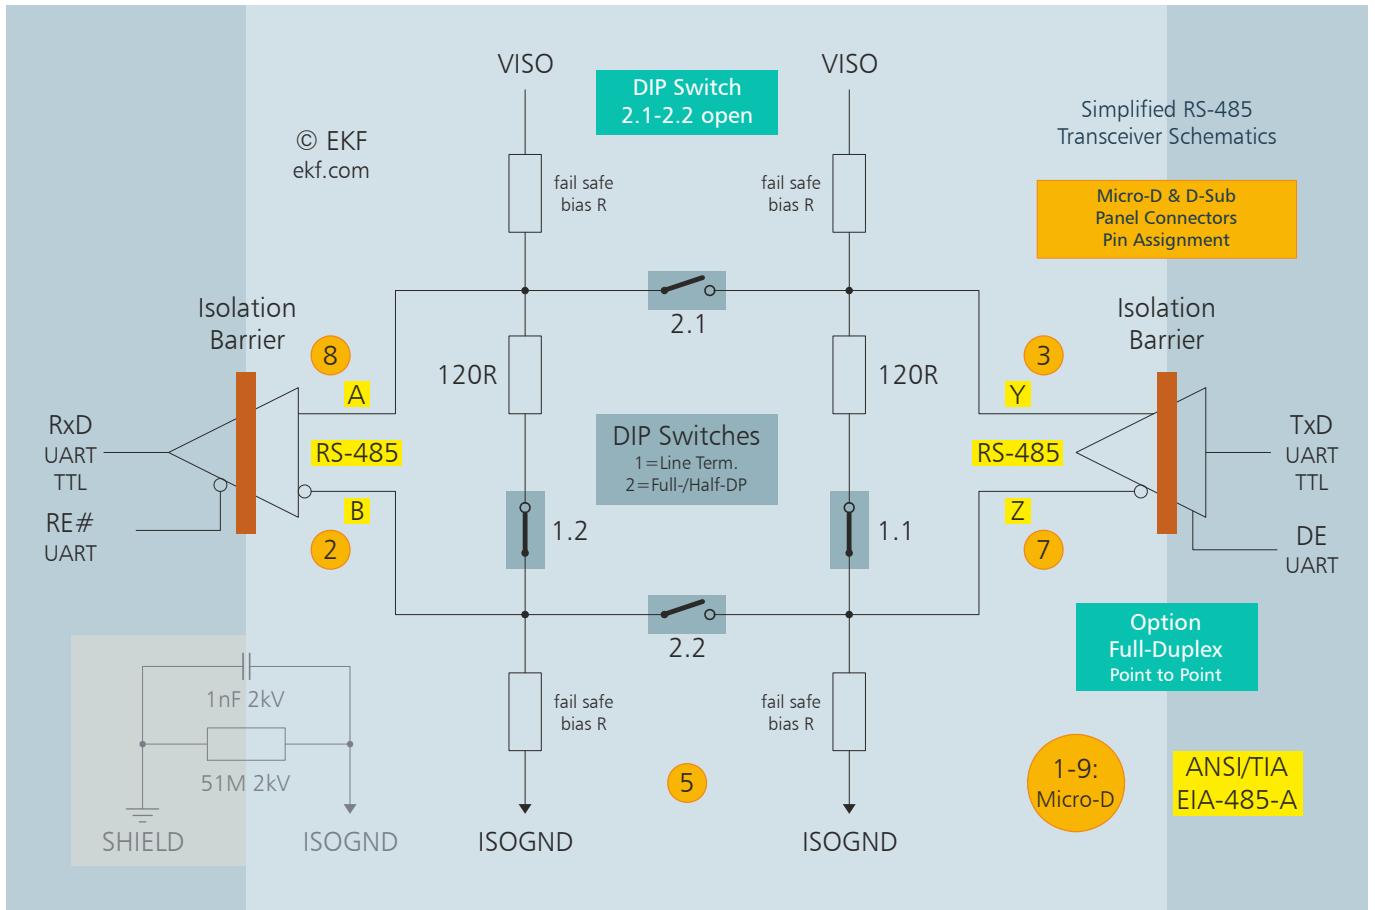 VISO
VISO
DIP Switch
2.1-2.2 open
Simplified RS-485
Transceiver Schematics
© EKF
ekf.com
fail safe
bias R
fail safe
bias R
Micro-D & D-Sub
Panel Connectors
Pin Assignment
Isolation
Barrier
2.1
Isolation
Barrier
8
3
120R
120R
A
Y
RxD
UART
TTL
RS-485
DIP Switches
1=Line Term.
2=Full-/Half-DP
RS-485
TxD
UART
TTL
RE#
UART
B
Z
1.2
1.1
2
7
DE
UART
2.2
Option
Full-Duplex
Point to Point
1nF 2kV
fail safe
bias R
fail safe
bias R
51M 2kV
5
1-9:
Micro-D
ANSI/TIA
EIA-485-A
SHIELD
ISOGND
ISOGND
ISOGND